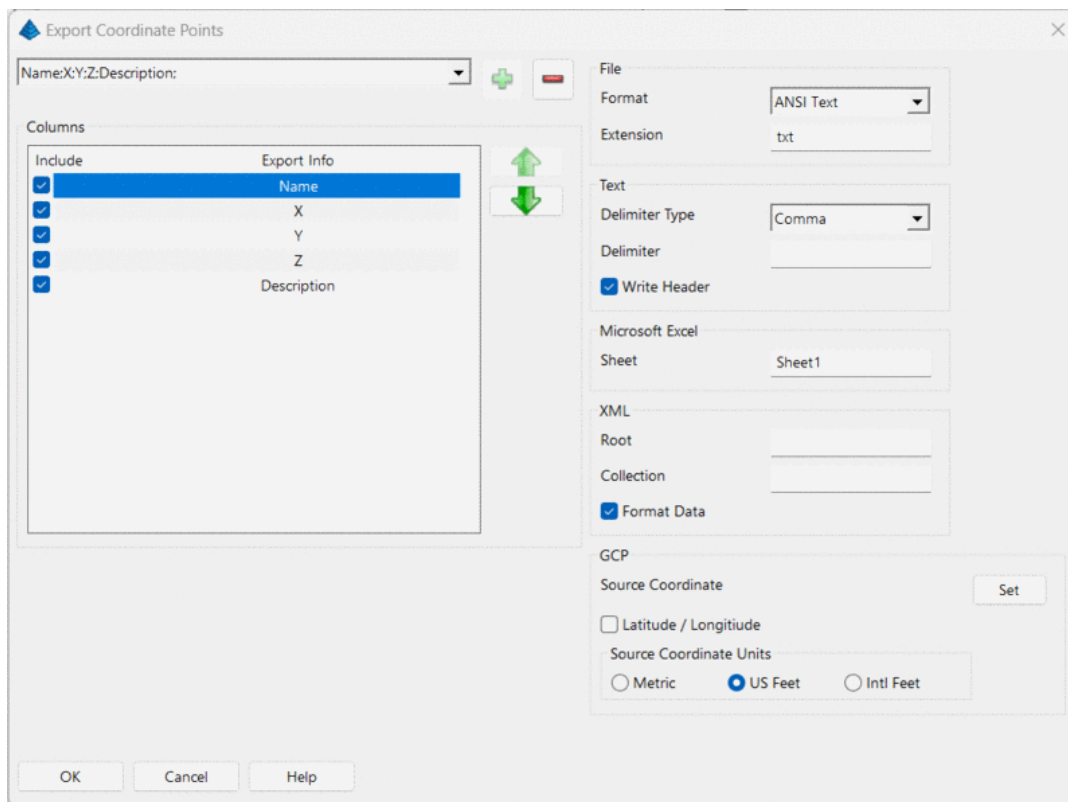 Export Coordinate Points
Name:X:Y:Z:Description:
Columns
Include Export Info
Name
X
Y
Z
Description
File
Format ANSI Text
Extension txt
Text
Delimiter Type Comma
Delimiter
Write Header
Microsoft Excel
Sheet Sheet1
XML
Root
Collection
Format Data
GCP
Source Coordinate Set
Latitude / Longitiude
Source Coordinate Units
Metric US Feet Intl Feet
OK Cancel Help